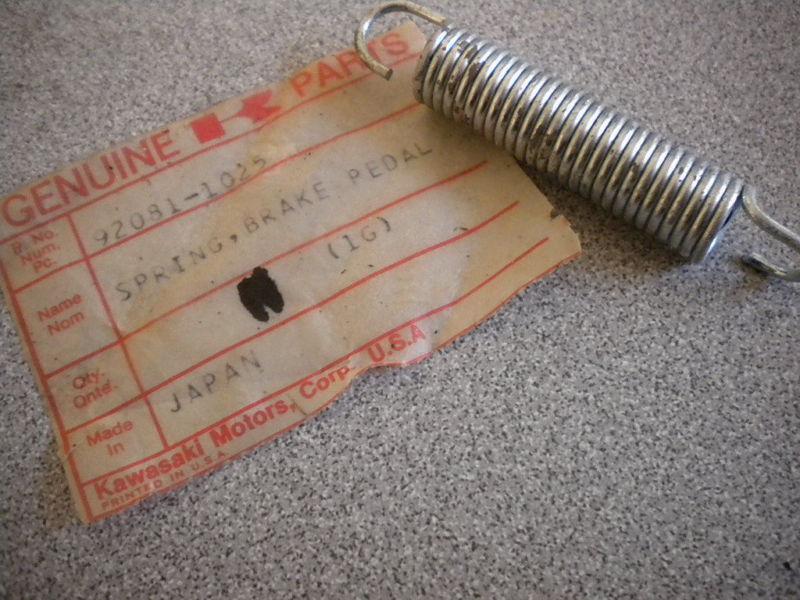 GENUINE K PARTS
P. No.
Num.
PC.
92081-1025
Name
Nom
SPRING, BRAKE PEDAL
(1G)
Qty.
Qnté.
Made
In
JAPAN
Kawasaki Motors, Corp. U.S.A
PRINTED IN U.S.A.